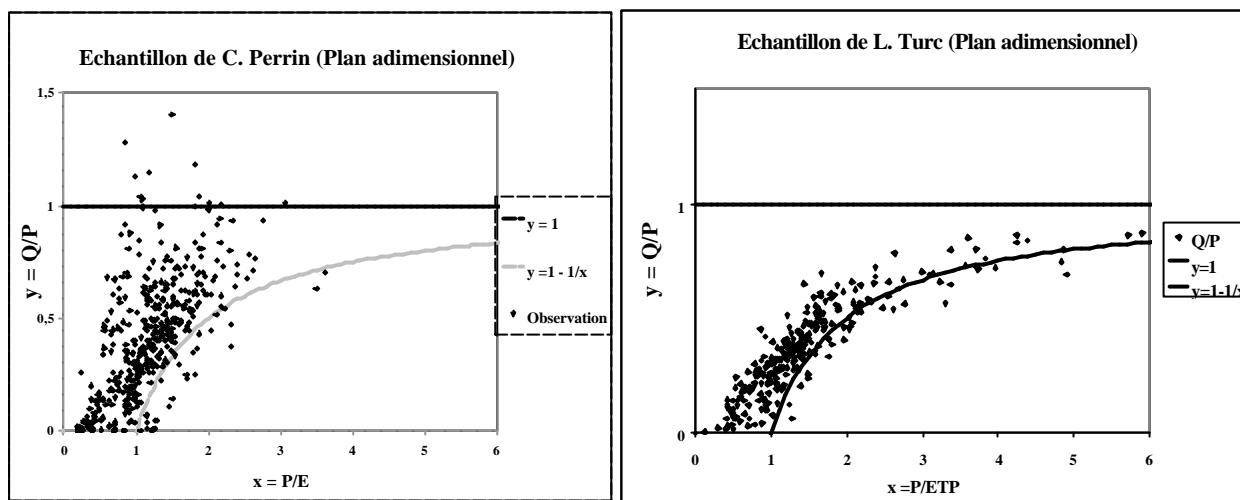 Echantillon de C. Perrin (Plan adimensionnel)
1,5
1
0,5
0
0 1 2 3 4 5 6
y = Q/P
x = P/E
y = 1
y=1 - 1/x
Observation
Echantillon de L. Turc (Plan adimensionnel)
1
0
0 1 2 3 4 5 6
y = Q/P
x =P/ETP
Q/P
y=1
y=1-1/x